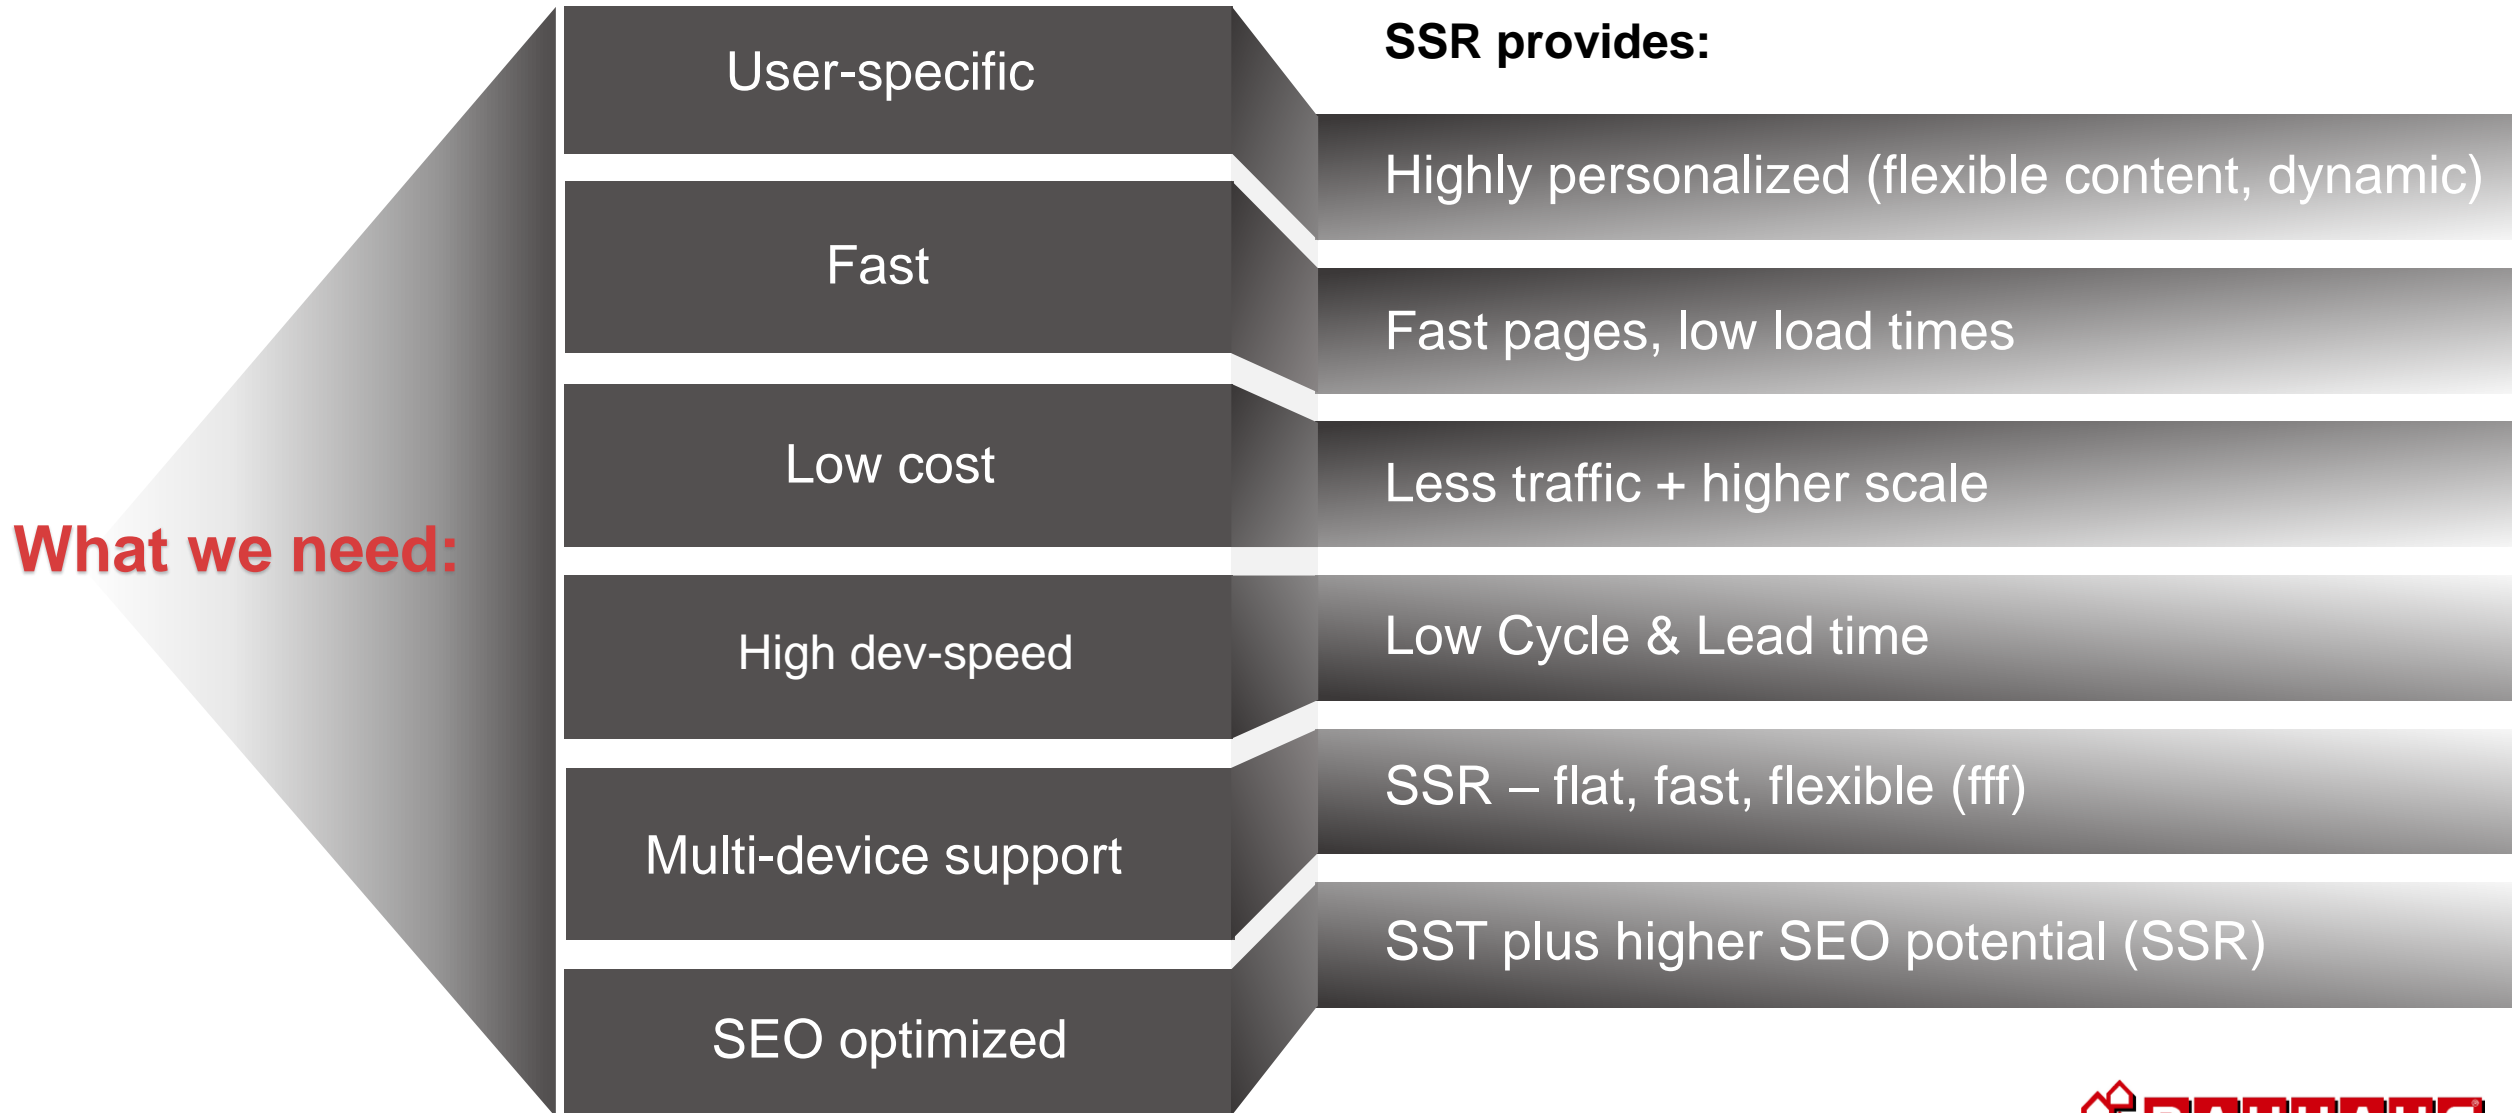 What we need:
User-specific
Fast
Low cost
High dev-speed
Multi-device support
SEO optimized
SSR provides:
Highly personalized (flexible content, dynamic)
Fast pages, low load times
Less traffic + higher scale
Low Cycle & Lead time
SSR – flat, fast, flexible (fff)
SST plus higher SEO potential (SSR)